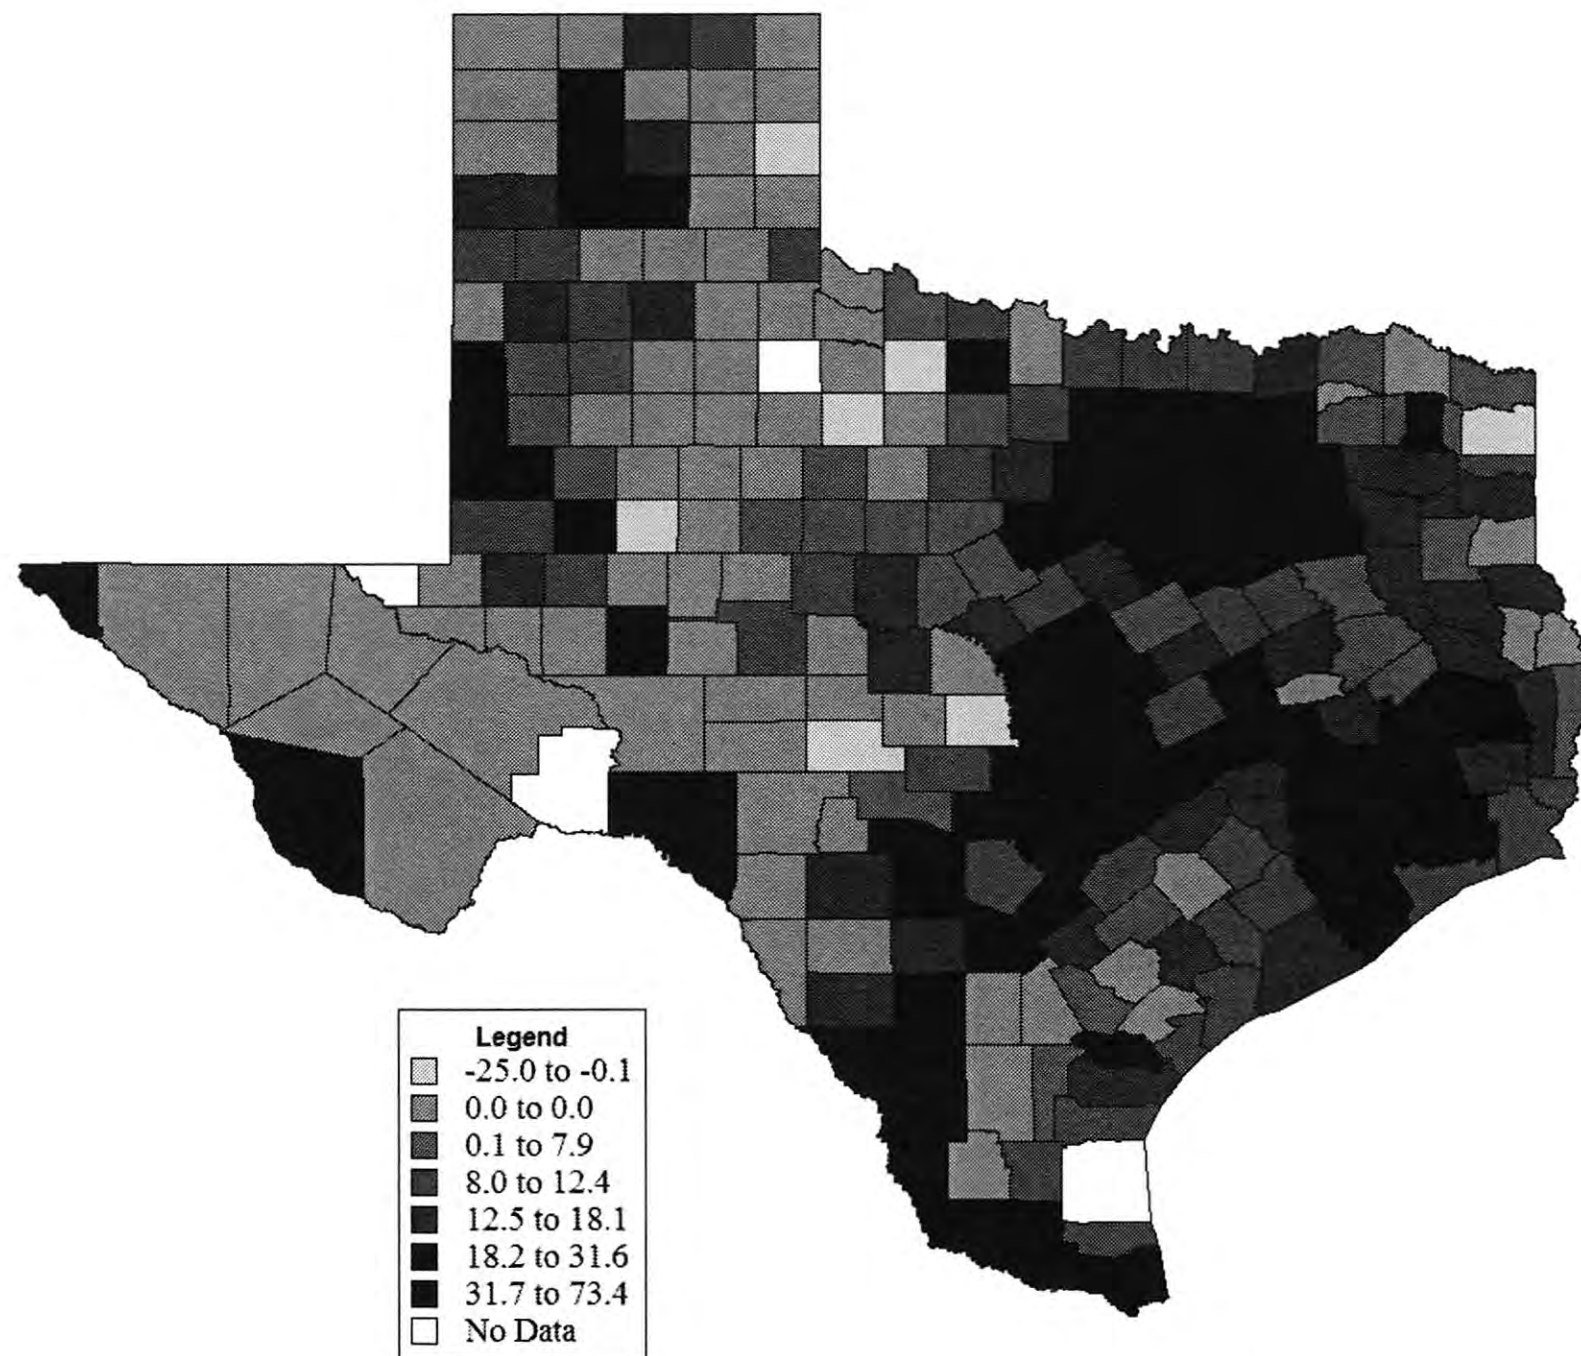 Legend
-25.0 to -0.1
0.0 to 0.0
0.1 to 7.9
8.0 to 12.4
12.5 to 18.1
18.2 to 31.6
31.7 to 73.4
No Data